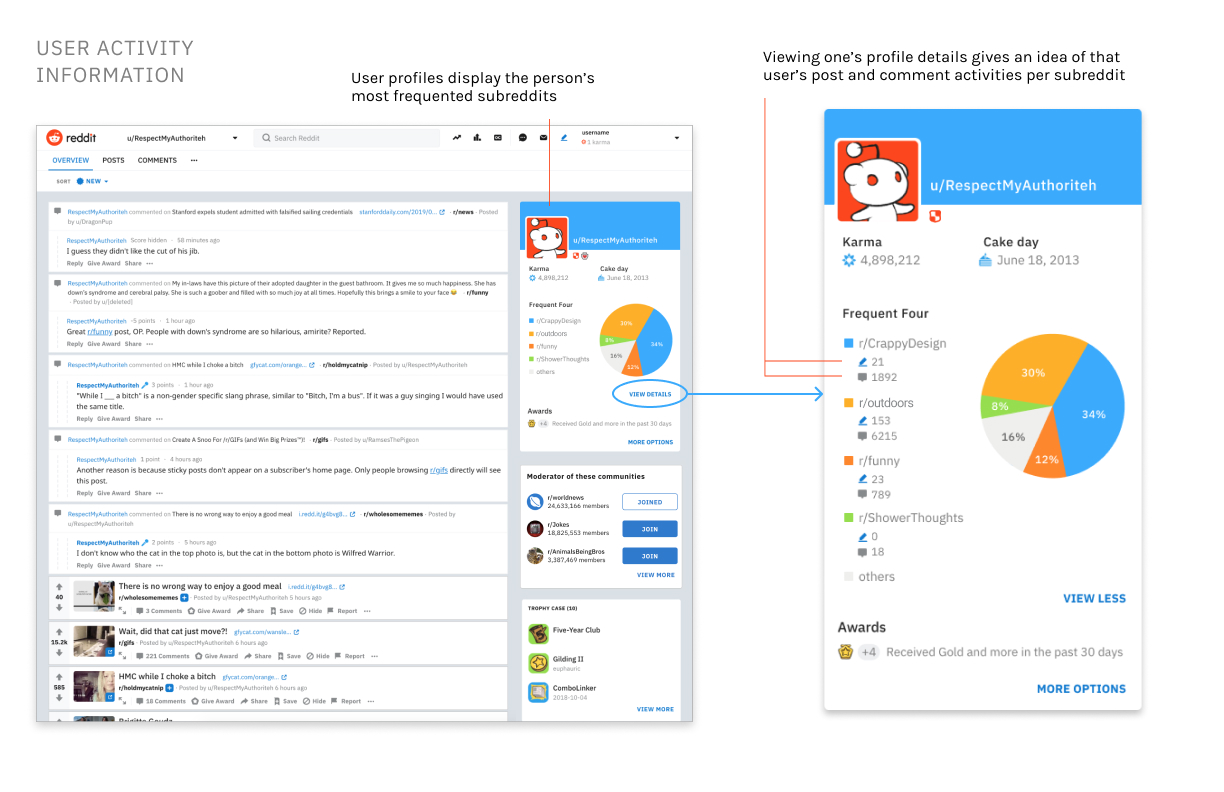 USER ACTIVITY
INFORMATION
User profiles display the person's
most frequented subreddits
Viewing one's profile details gives an idea of that
user's post and comment activities per subreddit
reddit
u/RespectMyAuthoriteh
Search Reddit
username
1 karma
OVERVIEW POSTS COMMENTS
SORT NEW
RespectMyAuthoriteh commented on Stanford expels student admitted with falsified sailing credentials stanforddaily.com/2019/0... · r/news · Posted
by u/DragonPup
RespectMyAuthoriteh Score hidden · 58 minutes ago
I guess they didn't like the cut of his jib.
Reply Give Award Share ···
RespectMyAuthoriteh commented on My in-laws have this picture of their adopted daughter in the guest bathroom. It gives me so much happiness. She has
down's syndrome and cerebral palsy. She is such a goober and filled with so much joy at all times. Hopefully this brings a smile to your face 😄 · r/funny
· Posted by u/[deleted]
RespectMyAuthoriteh -5 points · 1 hour ago
Great r/funny post, OP. People with down's syndrome are so hilarious, amirite? Reported.
Reply Give Award Share ···
RespectMyAuthoriteh commented on HMC while I choke a bitch gfycat.com/orange... · r/holdmycatnip · Posted by u/RespectMyAuthoriteh
RespectMyAuthoriteh 3 points · 1 hour ago
"While I ___ a bitch" is a non-gender specific slang phrase, similar to "Bitch, I'm a bus". If it was a guy singing I would have used
the same title.
Reply Give Award Share ···
RespectMyAuthoriteh commented on Create A Snoo For /r/GIFs (and Win Big Prizes™)! · r/gifs · Posted by u/RamsesThePigeon
RespectMyAuthoriteh 1 point · 4 hours ago
Another reason is because sticky posts don't appear on a subscriber's home page. Only people browsing r/gifs directly will see
this post.
Reply Give Award Share ···
RespectMyAuthoriteh commented on There is no wrong way to enjoy a good meal i.redd.it/g4bvg8... · r/wholesomememes · Posted by
u/RespectMyAuthoriteh
RespectMyAuthoriteh 2 points · 5 hours ago
I don't know who the cat in the top photo is, but the cat in the bottom photo is Wilfred Warrior.
Reply Give Award Share ···
40
There is no wrong way to enjoy a good meal i.redd.it/g4bvg8...
r/wholesomememes · Posted by u/RespectMyAuthoriteh 5 hours ago
3 Comments Give Award Share Save Hide Report ···
15.2k
Wait, did that cat just move?! gfycat.com/wansle...
r/gifs · Posted by u/RespectMyAuthoriteh 6 hours ago
221 Comments Give Award Share Save Hide Report ···
585
HMC while I choke a bitch gfycat.com/orange...
r/holdmycatnip · Posted by u/RespectMyAuthoriteh 6 hours ago
18 Comments Give Award Share Save Hide Report ···
u/RespectMyAuthoriteh
Karma Cake day
4,898,212 June 18, 2013
Frequent Four
r/CrappyDesign
r/outdoors
r/funny
r/ShowerThoughts
others
30%
34%
8%
16%
12%
VIEW DETAILS
Awards
+4 Received Gold and more in the past 30 days
MORE OPTIONS
Moderator of these communities
r/worldnews
24,633,166 members
JOINED
r/Jokes
18,825,553 members
JOIN
r/AnimalsBeingBros
3,387,469 members
JOIN
VIEW MORE
TROPHY CASE (10)
Five-Year Club
Gilding II
euphauric
ComboLinker
2018-10-04
VIEW MORE
u/RespectMyAuthoriteh
Karma Cake day
4,898,212 June 18, 2013
Frequent Four
r/CrappyDesign
21
1892
r/outdoors
153
6215
r/funny
23
789
r/ShowerThoughts
0
18
others
30%
34%
8%
16%
12%
VIEW LESS
Awards
+4 Received Gold and more in the past 30 days
MORE OPTIONS